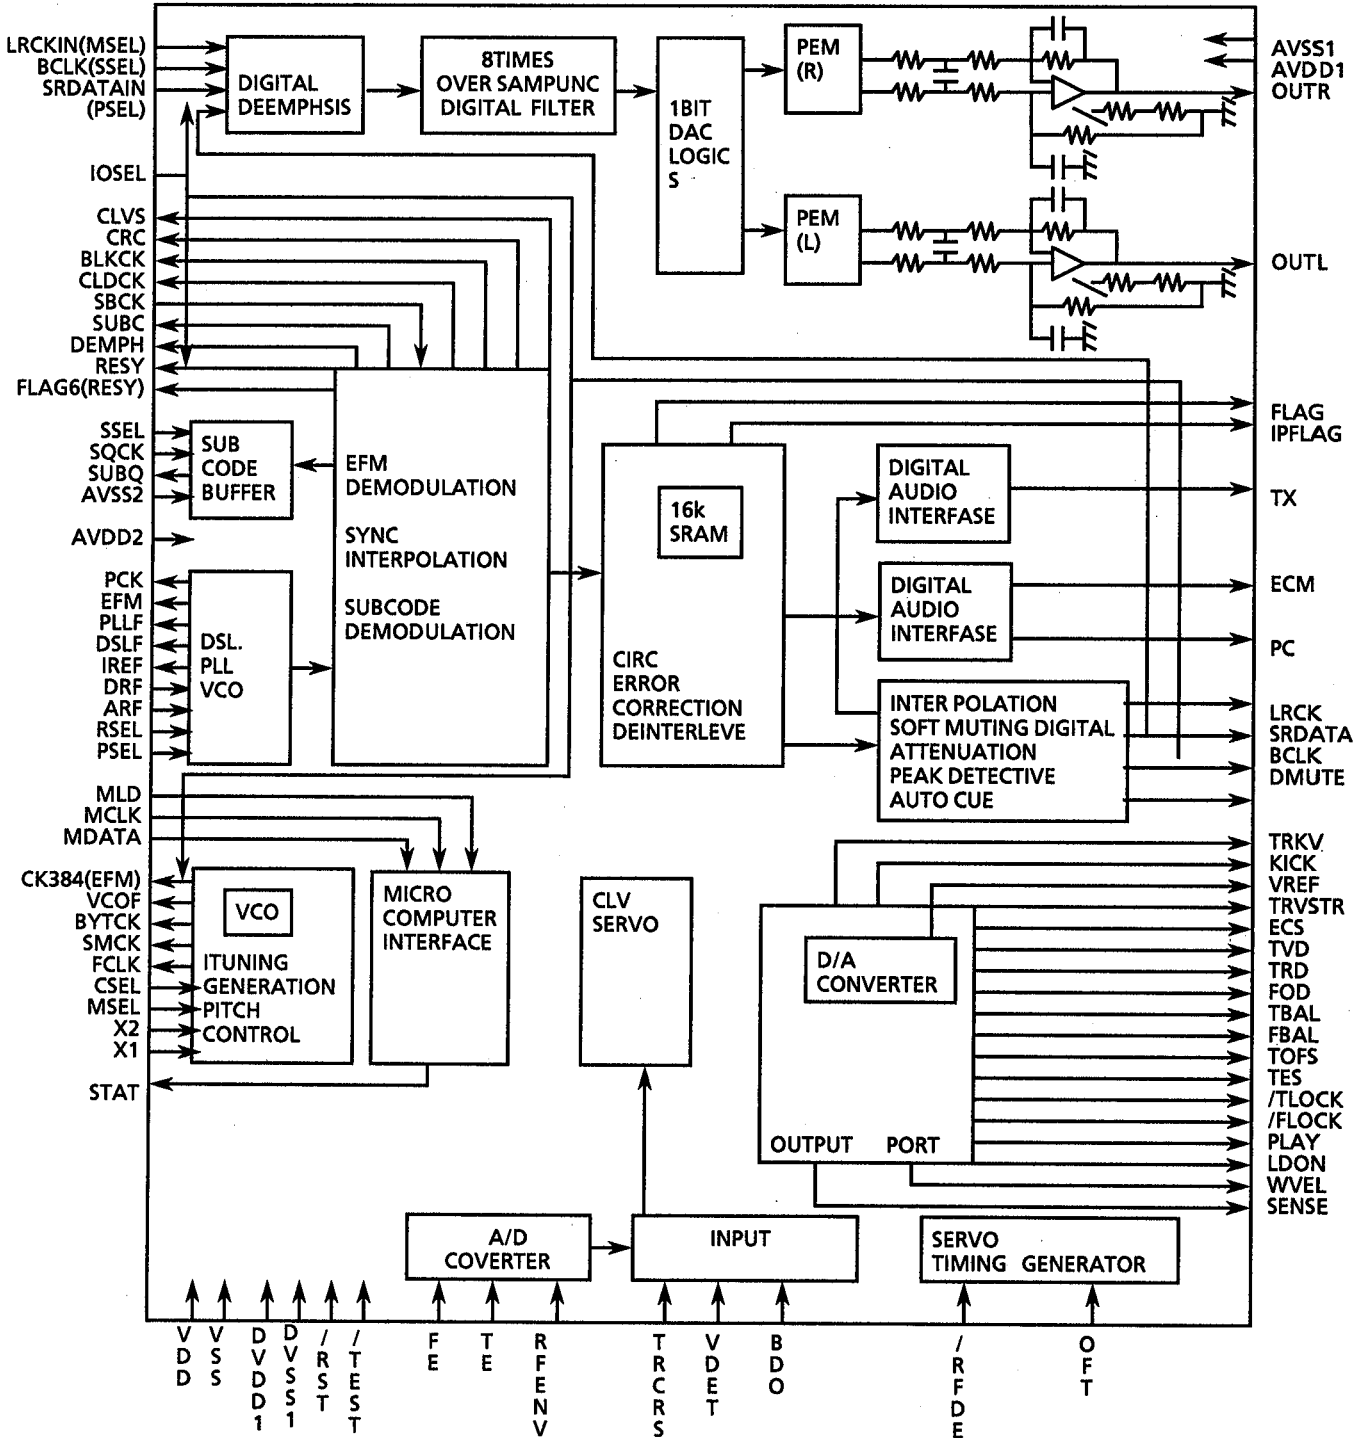 LRCKIN(MSEL)
BCLK(SSEL)
SRDATAIN
(PSEL)
IOSEL
CLVS
CRC
BLKCK
CLDCK
SBCK
SUBC
DEMPH
RESY
FLAG6(RESY)
SSEL
SQCK
SUBQ
AVSS2
AVDD2
PCK
EFM
PLLF
DSLF
IREF
DRF
ARF
RSEL
PSEL
MLD
MCLK
MDATA
CK384(EFM)
VCOF
BYTCK
SMCK
FCLK
CSEL
MSEL
X2
X1
STAT
DIGITAL
DEEMPHSIS
8TIMES
OVER SAMPUNC
DIGITAL FILTER
1BIT
DAC
LOGIC
S
PEM
(R)
PEM
(L)
AVSS1
AVDD1
OUTR
OUTL
SUB
CODE
BUFFER
EFM
DEMODULATION
SYNC
INTERPOLATION
SUBCODE
DEMODULATION
DSL.
PLL
VCO
16k
SRAM
CIRC
ERROR
CORRECTION
DEINTERLEVE
DIGITAL
AUDIO
INTERFASE
DIGITAL
AUDIO
INTERFASE
INTER POLATION
SOFT MUTING DIGITAL
ATTENUATION
PEAK DETECTIVE
AUTO CUE
FLAG
IPFLAG
TX
ECM
PC
LRCK
SRDATA
BCLK
DMUTE
VCO
ITUNING
GENERATION
PITCH
CONTROL
MICRO
COMPUTER
INTERFACE
CLV
SERVO
D/A
CONVERTER
OUTPUT PORT
TRKV
KICK
VREF
TRVSTR
ECS
TVD
TRD
FOD
TBAL
FBAL
TOFS
TES
/TLOCK
/FLOCK
PLAY
LDON
WVEL
SENSE
A/D
COVERTER
INPUT
SERVO
TIMING GENERATOR
VDD
VSS
DVDD1
DVSS1
/RST
/TEST
FE
TE
RFENV
TRCRS
VDET
BDO
/RFDE
OFT